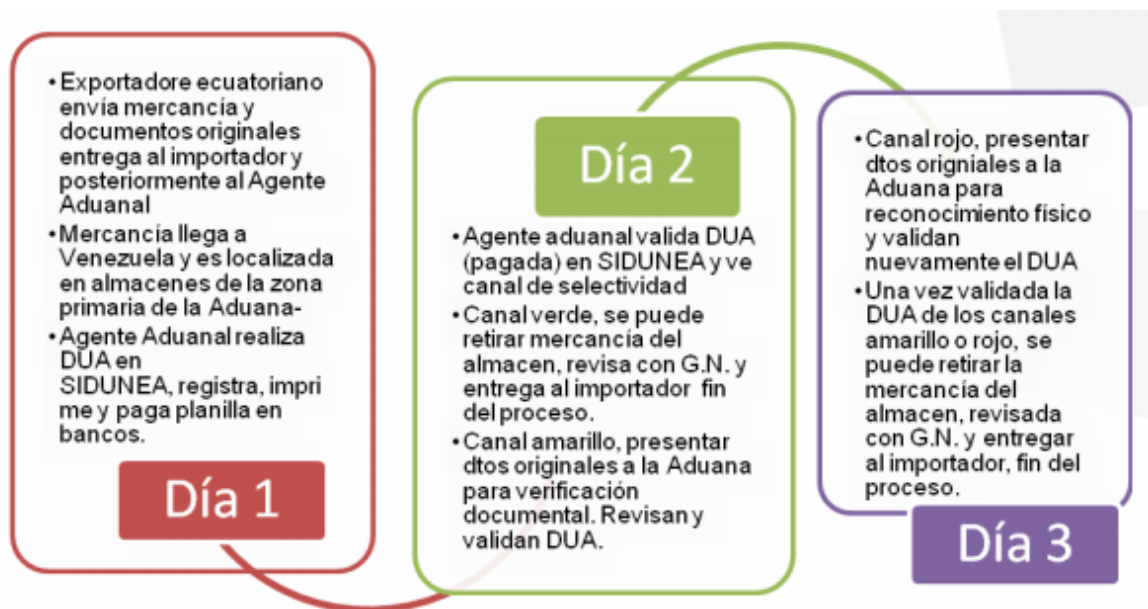 •Exportadore ecuatoriano
envía mercancía y
documentos originales
entrega al importador y
posteriormente al Agente
Aduanal
•Mercancía llega a
Venezuela y es localizada
en almacenes de la zona
primaria de la Aduana-
•Agente Aduanal realiza
DUA en
SIDUNEA, registra, impri
me y paga planilla en
bancos.
Día 1
Día 2
•Agente aduanal valida DUA
(pagada) en SIDUNEA y ve
canal de selectividad
•Canal verde, se puede
retirar mercancía del
almacen, revisa con G.N. y
entrega al importador fin
del proceso.
•Canal amarillo, presentar
dtos originales a la Aduana
para verificación
documental. Revisan y
validan DUA.
•Canal rojo, presentar
dtos origniales a la
Aduana para
reconocimiento físico
y validan
nuevamente el DUA
•Una vez validada la
DUA de los canales
amarillo o rojo, se
puede retirar la
mercancía del
almacen, revisada
con G.N. y entregar
al importador, fin del
proceso.
Día 3